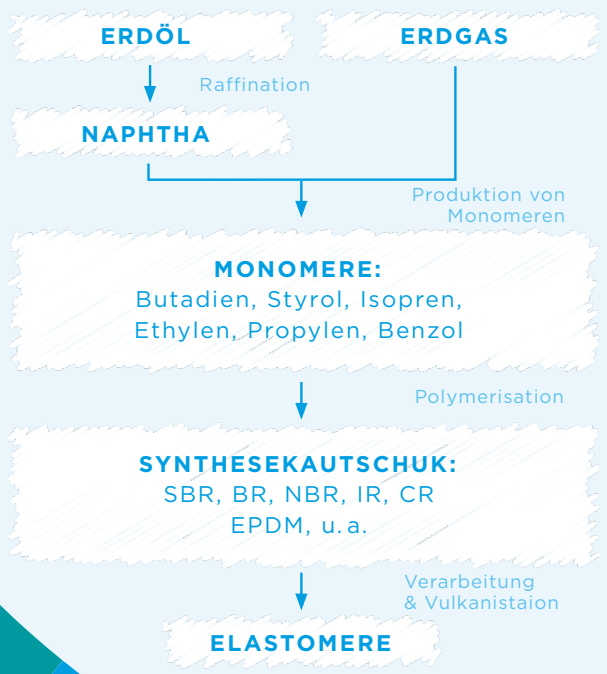 ERDÖL
ERDGAS
Raffination
NAPHTHA
Produktion von
Monomeren
MONOMERE:
Butadien, Styrol, Isopren,
Ethylen, Propylen, Benzol
Polymerisation
SYNTHESEKAUTSCHUK:
SBR, BR, NBR, IR, CR
EPDM, u. a.
Verarbeitung
& Vulkanistaion
ELASTOMERE